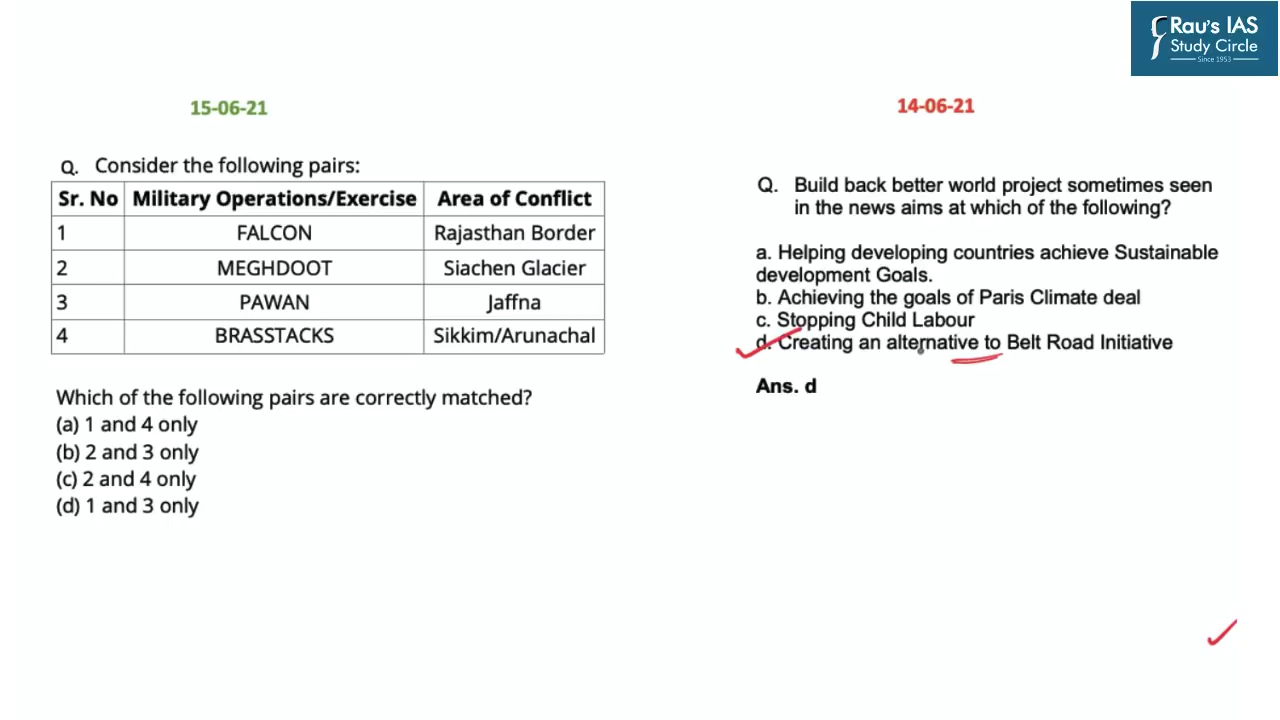 Rau's IAS
Study Circle
Since 1953
15-06-21
Q. Consider the following pairs:
Sr. No Military Operations/Exercise Area of Conflict
1 FALCON Rajasthan Border
2 MEGHDOOT Siachen Glacier
3 PAWAN Jaffna
4 BRASSTACKS Sikkim/Arunachal
Which of the following pairs are correctly matched?
(a) 1 and 4 only
(b) 2 and 3 only
(c) 2 and 4 only
(d) 1 and 3 only
14-06-21
Q. Build back better world project sometimes seen
in the news aims at which of the following?
a. Helping developing countries achieve Sustainable
development Goals.
b. Achieving the goals of Paris Climate deal
c. Stopping Child Labour
d. Creating an alternative to Belt Road Initiative
Ans. d